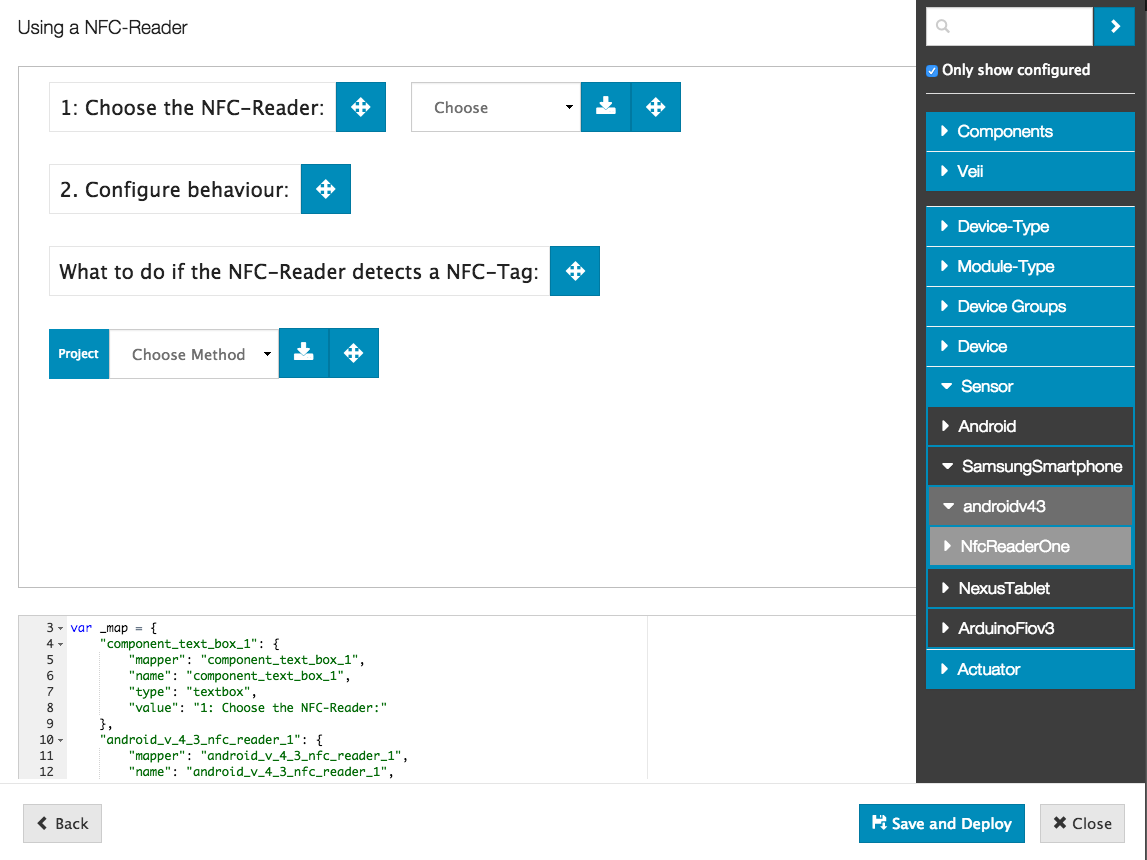 Using a NFC-Reader
1: Choose the NFC-Reader:
Choose
2. Configure behaviour:
What to do if the NFC-Reader detects a NFC-Tag:
Project
Choose Method
3 var _map = {
4 "component_text_box_1": {
5 "mapper": "component_text_box_1",
6 "name": "component_text_box_1",
7 "type": "textbox",
8 "value": "1: Choose the NFC-Reader:"
9 },
10 "android_v_4_3_nfc_reader_1": {
11 "mapper": "android_v_4_3_nfc_reader_1",
12 "name": "android_v_4_3_nfc_reader_1",
Only show configured
Components
Veii
Device-Type
Module-Type
Device Groups
Device
Sensor
Android
SamsungSmartphone
androidv43
NfcReaderOne
NexusTablet
ArduinoFiov3
Actuator
Back
Save and Deploy
Close